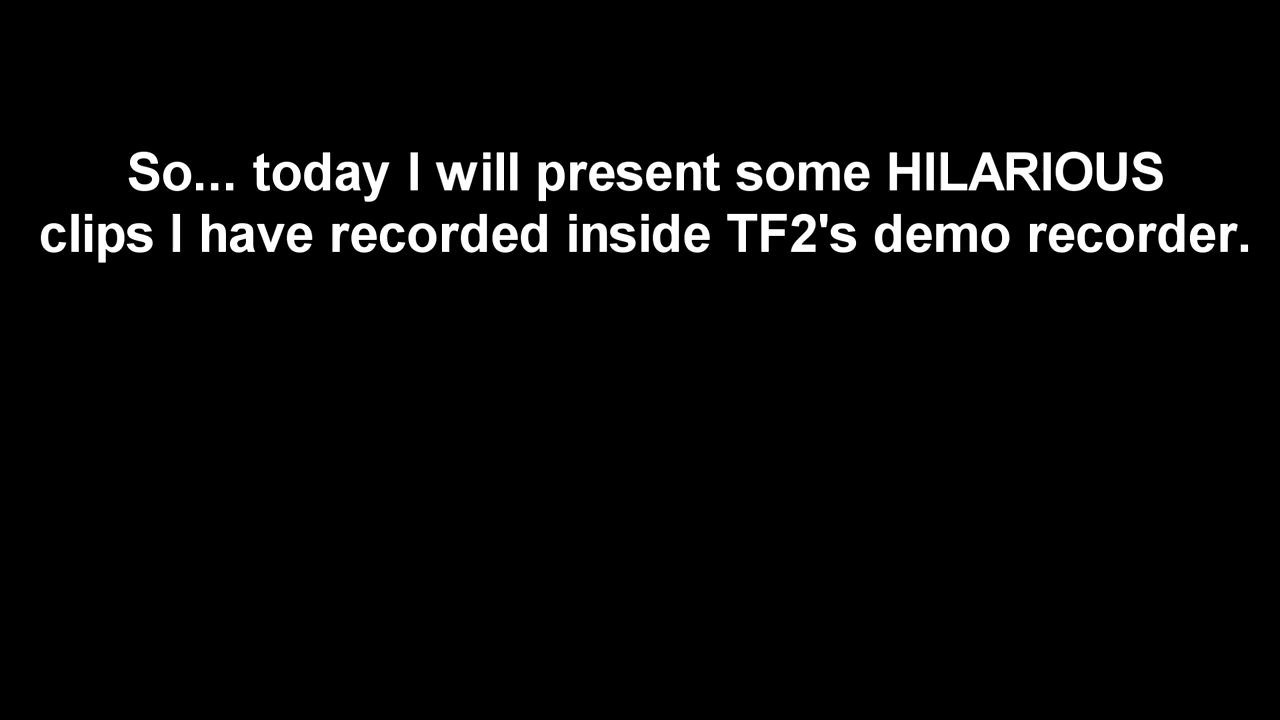 So... today I will present some HILARIOUS
clips I have recorded inside TF2's demo recorder.